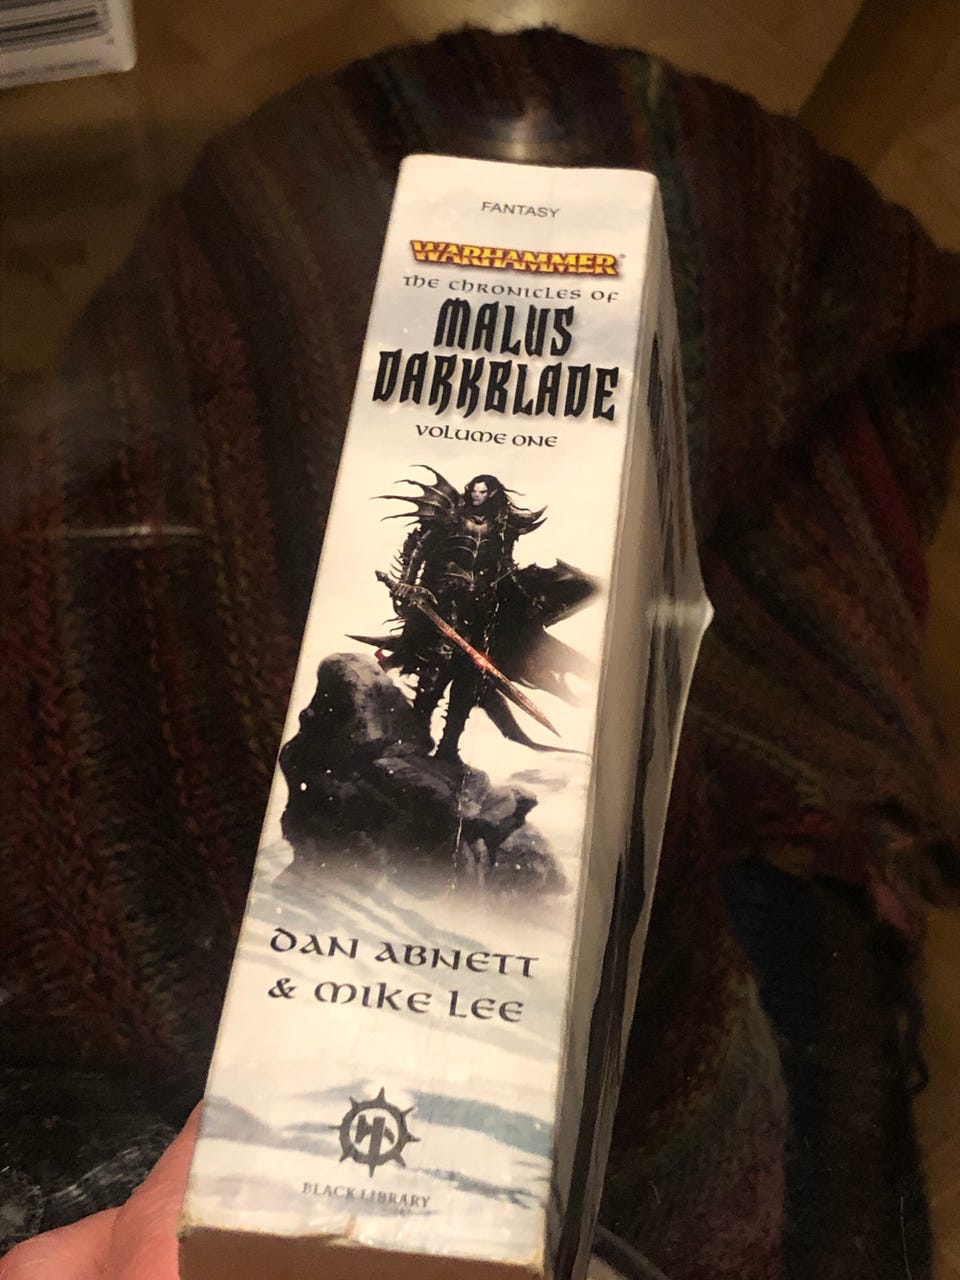 FANTASY
WARHAMMER
THE CHRONICLES OF
MALUS
DARKBLADE
VOLUME ONE
DAN ABNETT
& MIKE LEE
BLACK LIBRARY